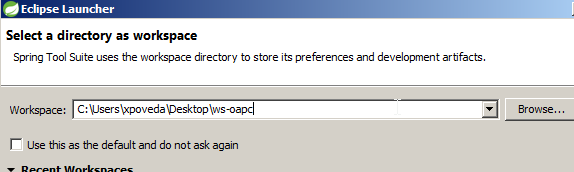 Eclipse Launcher
Select a directory as workspace
Spring Tool Suite uses the workspace directory to store its preferences and development artifacts.
Workspace: C:\Users\xpoveda\Desktop\ws-oapc Browse...
Use this as the default and do not ask again
Recent Workspaces